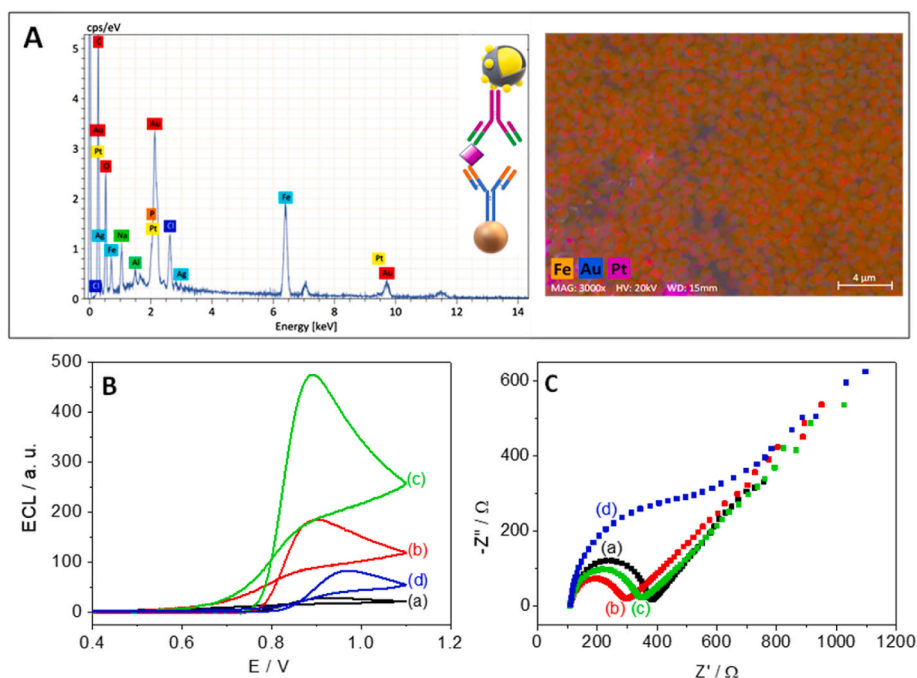 A
cps/eV
5
4
3
2
1
0
C
Au
Pt
O
Ag
Fe
Cl
Na
Al
Au
P
Pt
Cl
Ag
Fe
Pt
Au
0 2 4 6 8 10 12 14
Energy [keV]
Fe Au Pt
MAG: 3000x HV: 20kV WD: 15mm
4 µm
B
500
400
300
200
100
0
ECL / a. u.
(c)
(b)
(d)
(a)
0.4 0.6 0.8 1.0 1.2
E / V
C
600
400
200
0
-Z'' / Ω
(d)
(a)
(b)
(c)
0 200 400 600 800 1000 1200
Z' / Ω